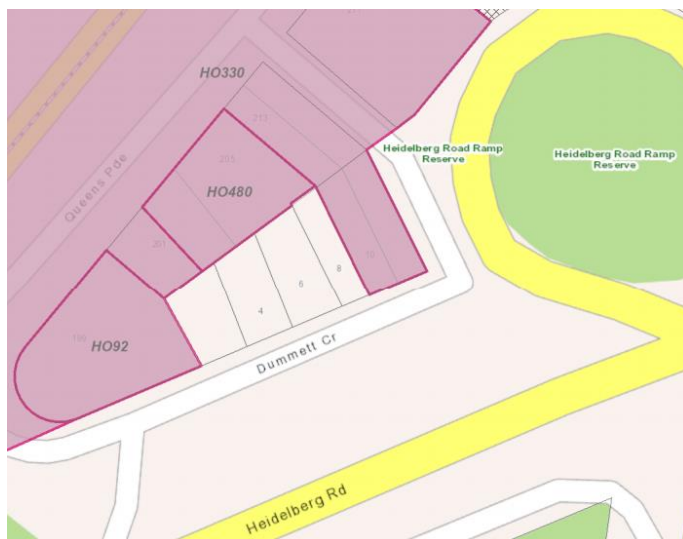 HO330
217
205
Queens Pde
HO480
Heidelberg Road Ramp
Reserve
Heidelberg Road Ramp
Reserve
201
10
8
6
4
HO92
Dummett Cr
Heidelberg Rd